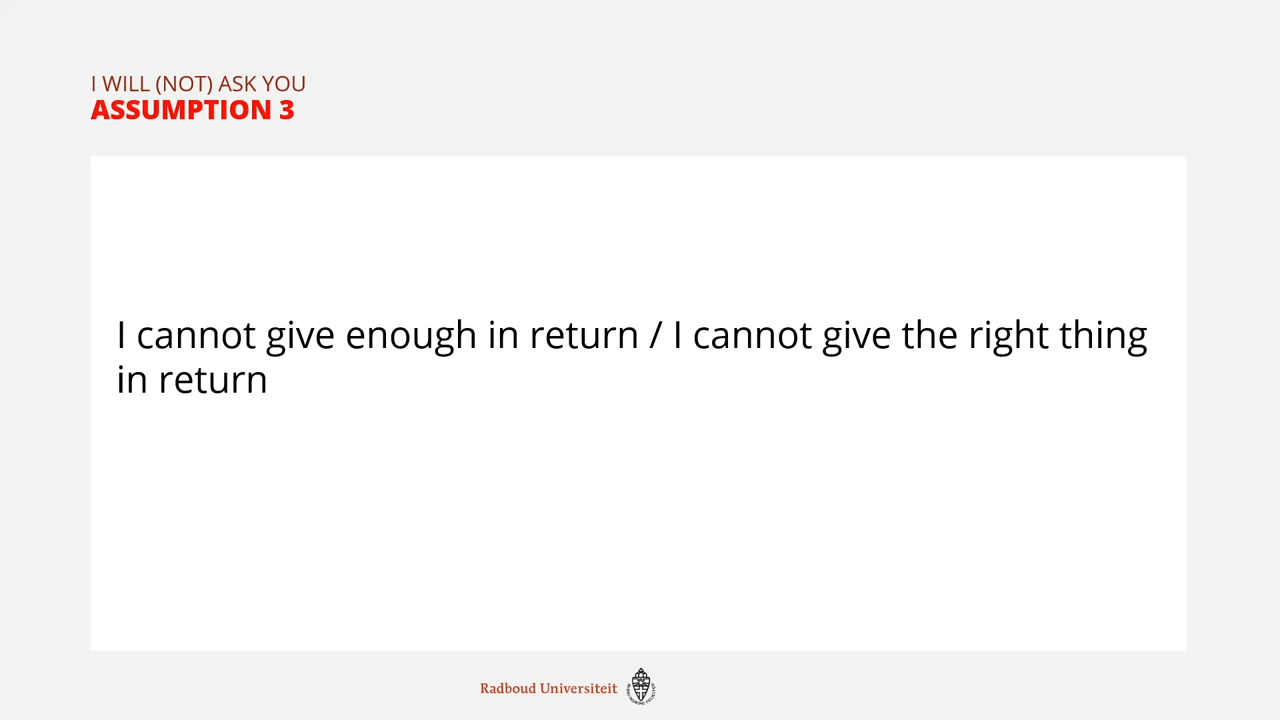 I WILL (NOT) ASK YOU
ASSUMPTION 3
I cannot give enough in return / I cannot give the right thing
in return
Radboud Universiteit